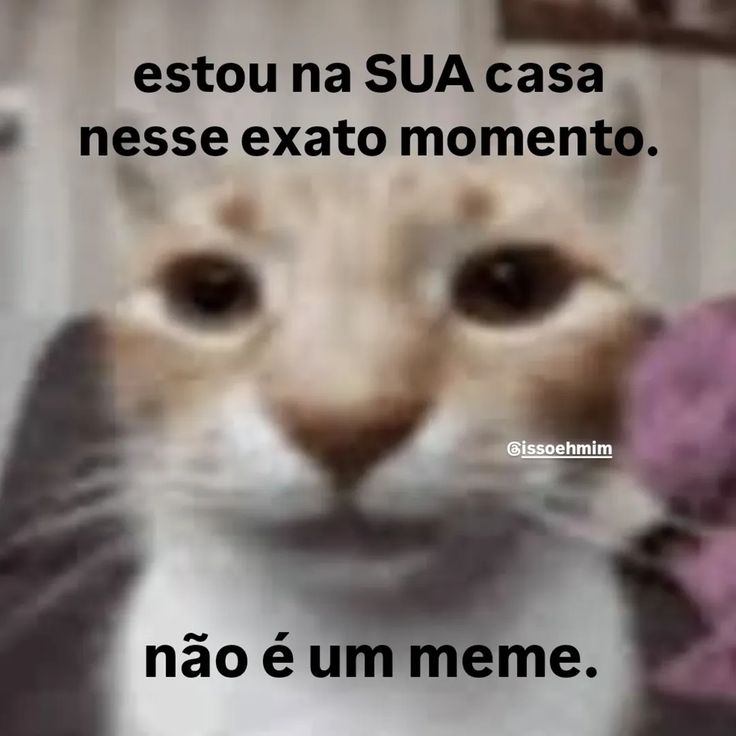 estou na SUA casa
nesse exato momento.
@issoehmim
não é um meme.